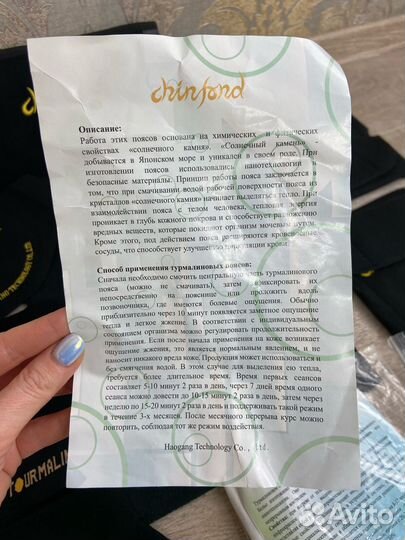 chinfond
Описание:
Работа этих поясов основана на химических и физических
свойствах «солнечного камня». "Солнечный камень» -
добывается в Японском море и уникален в своем роде. При
изготовлении поясов использовались нанотехнологии и
безопасные материалы. Принцип работы пояса заключается в
том, что при смачивании водой рабочей поверхности пояса из
кристаллов «солнечного камня» начинает выделяться тепло. При
взаимодействии пояса с телом человека, тепловая энергия
проникает в глубь кожного покрова и способствует разложению
вредных веществ, которые покидают организм мочевым путем.
Кроме этого, под действием пояса расширяются кровеносные
сосуды, что способствует улучшению циркуляции крови.
Способ применения турмалиновых поясов:
Сначала необходимо смочить центральную часть турмалинового
пояса (можно не смачивать), затем зафиксировав их
непосредственно на пояснице или проложить вдоль
позвоночника, где имеются болевые ощущения. Обычно
приблизительно через 10 минут появляется заметное ощущение
тепла и легкое жжение. В соответствии с индивидуальным
состоянием организма можно регулировать продолжительность
применения. Если после начала применения на коже возникает
ощущение жжения, это является нормальным явлением, и не
наносит никакого вреда коже. Продукция может использоваться и
без смягчения водой. В этом случае для выделения ею тепла,
требуется более длительное время. Время первых сеансов
составляет 5-10 минут 2 раза в день, через 7 дней время одного
сеанса можно довести до 10-15 минут 2 раза в день, затем через
неделю по 15-20 минут 2 раза в день и поддерживать такой режим
в течение 3-х месяцев. После месячного перерыва курс можно
повторить, соблюдая тот же режим воздействия.
Haogang Technology Co., ltd.
TOURMALIN
Avito